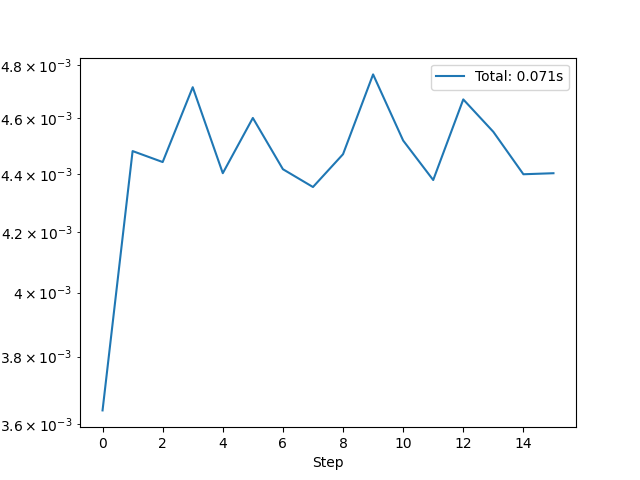 Total: 0.071s
4.8 × 10⁻³
4.6 × 10⁻³
4.4 × 10⁻³
4.2 × 10⁻³
4 × 10⁻³
3.8 × 10⁻³
3.6 × 10⁻³
0 2 4 6 8 10 12 14
Step